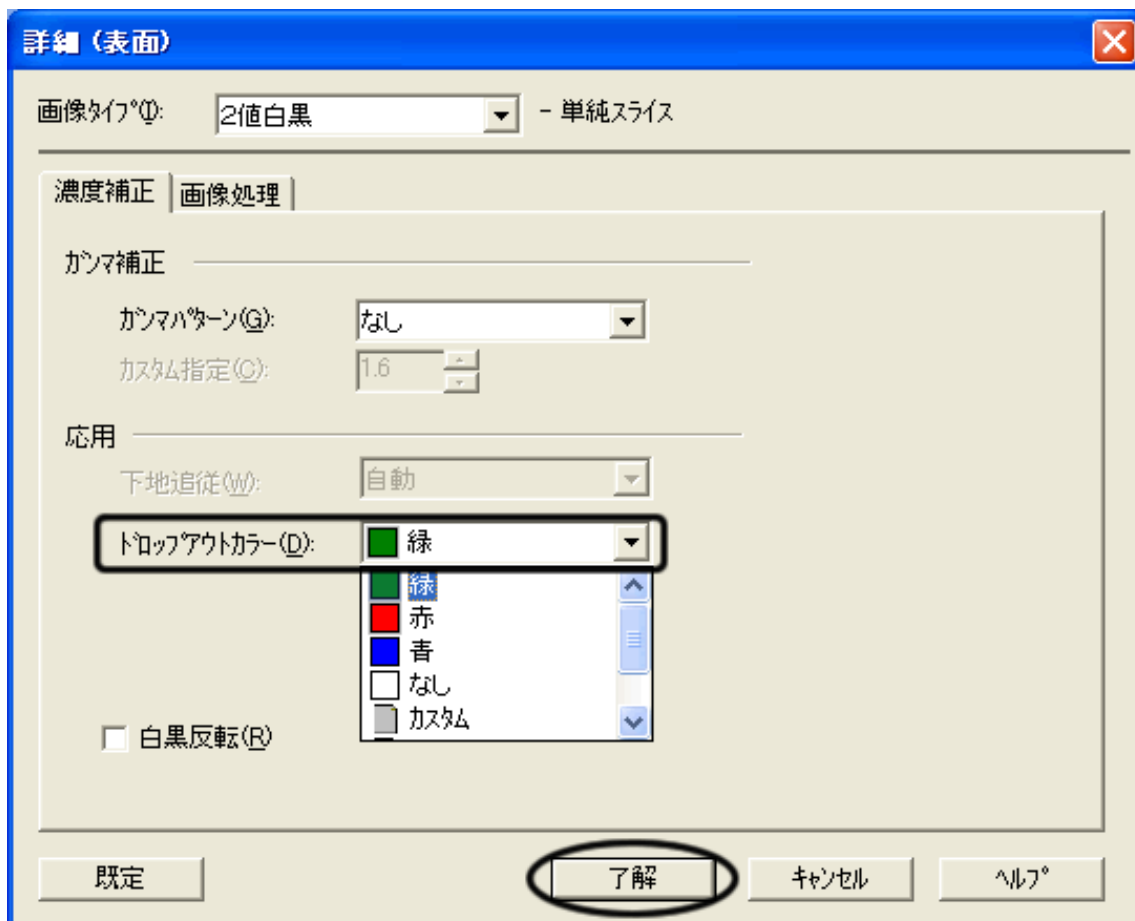 詳細（表面）
画像ﾀｲﾌﾟ(I): 2値白黒 - 単純ｽﾗｲｽ
濃度補正 画像処理
ｶﾞﾝﾏ補正
ｶﾞﾝﾏﾊﾟﾀｰﾝ(G): なし
ｶｽﾀﾑ指定(C): 1.6
応用
下地追従(W): 自動
ﾄﾞﾛｯﾌﾟｱｳﾄｶﾗｰ(D): 緑
緑
赤
青
なし
ｶｽﾀﾑ
白黒反転(R)
既定 了解 ｷｬﾝｾﾙ ﾍﾙﾌﾟ